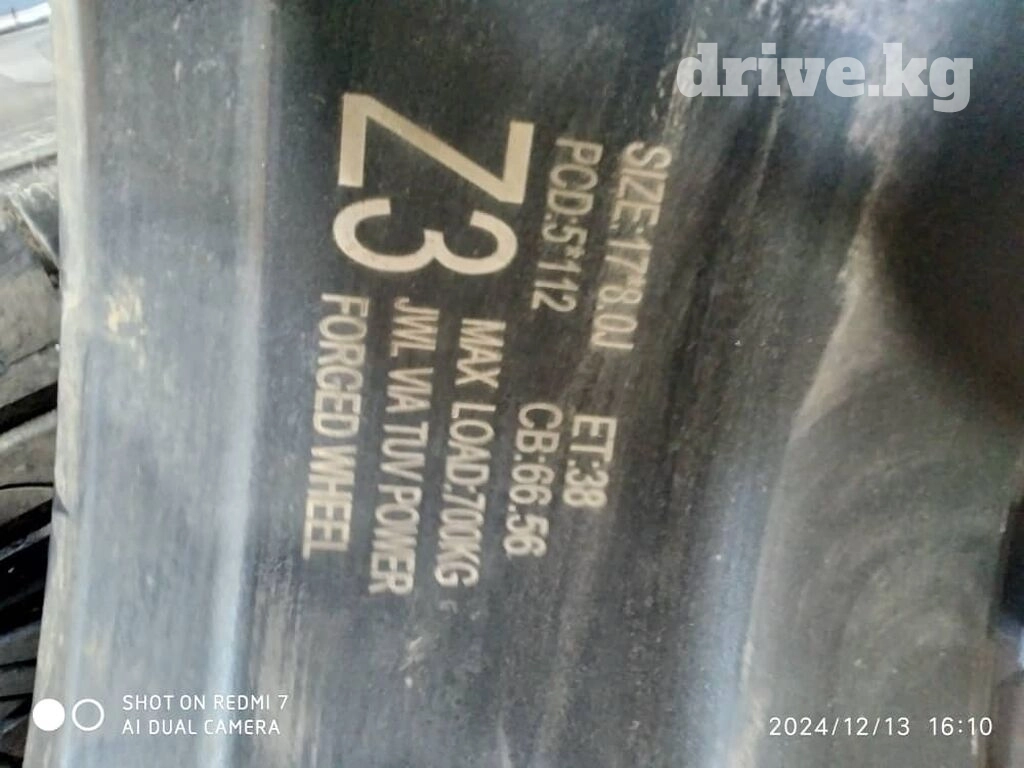 drive.kg
SIZE:17*8.0J ET:38
PCD:5*112 CB:66.56
Z3 MAX LOAD:700KG
JWL VIA TUV POWER
FORGED WHEEL
SHOT ON REDMI 7
AI DUAL CAMERA
2024/12/13 16:10